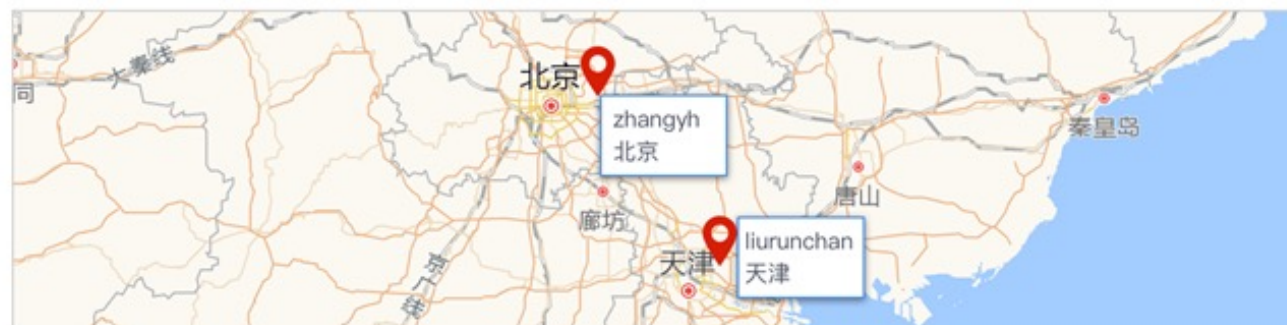 大秦线
同
北京
zhangyh
北京
秦皇岛
唐山
廊坊
liurunchan
天津
天津
京广线